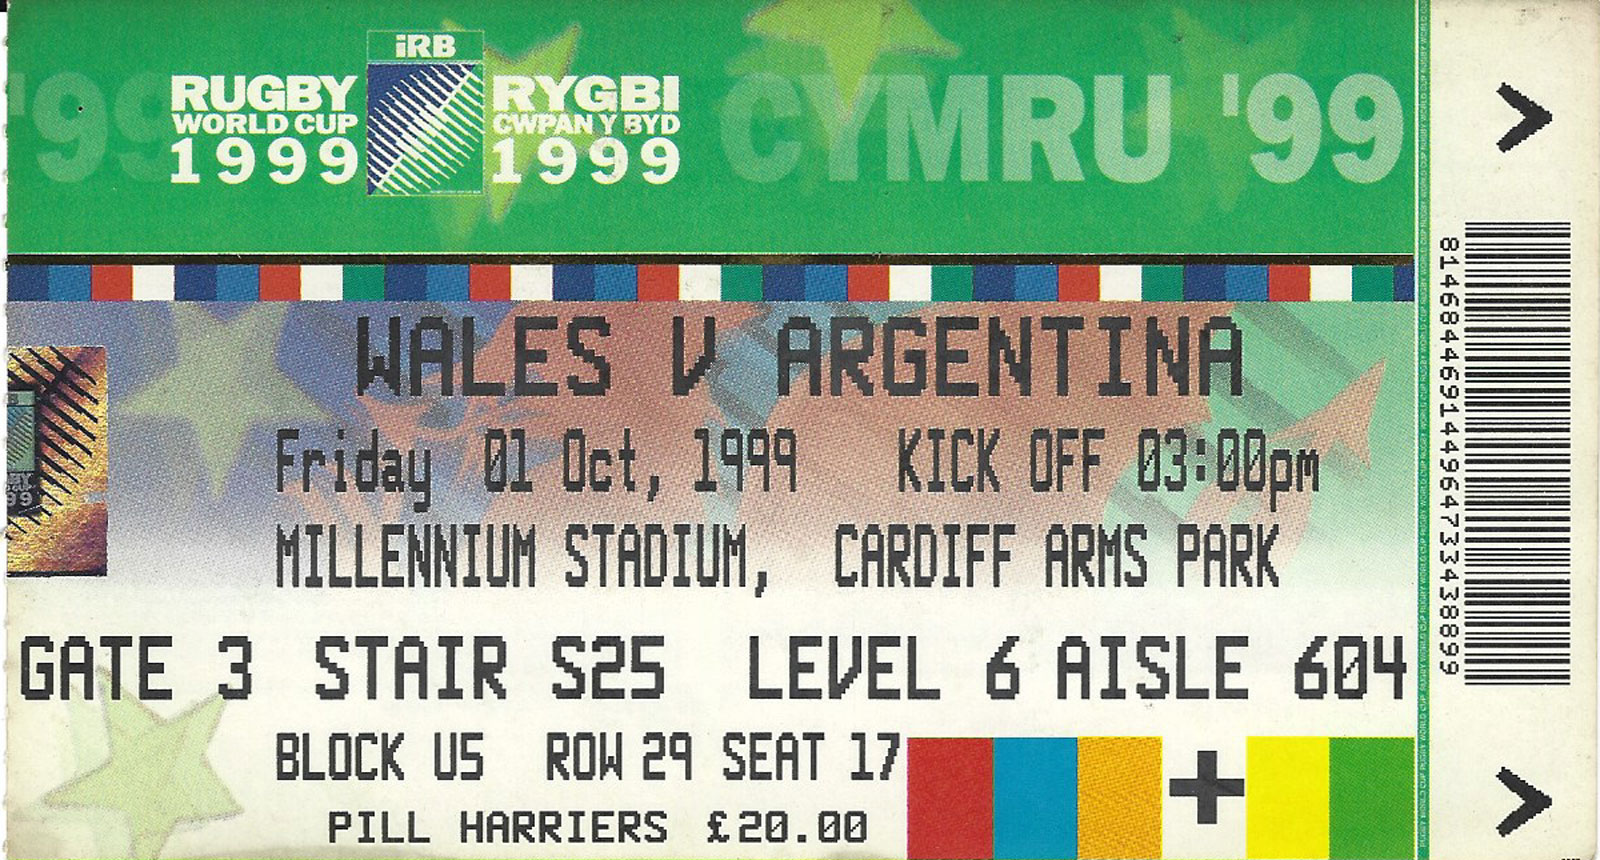 iRB
RUGBY WORLD CUP 1999
RYGBI CWPAN Y BYD 1999
'99 CYMRU '99
WALES V ARGENTINA
Friday 01 Oct, 1999 KICK OFF 03:00pm
MILLENNIUM STADIUM, CARDIFF ARMS PARK
GATE 3 STAIR S25 LEVEL 6 AISLE 604
BLOCK U5 ROW 29 SEAT 17
PILL HARRIERS £20.00